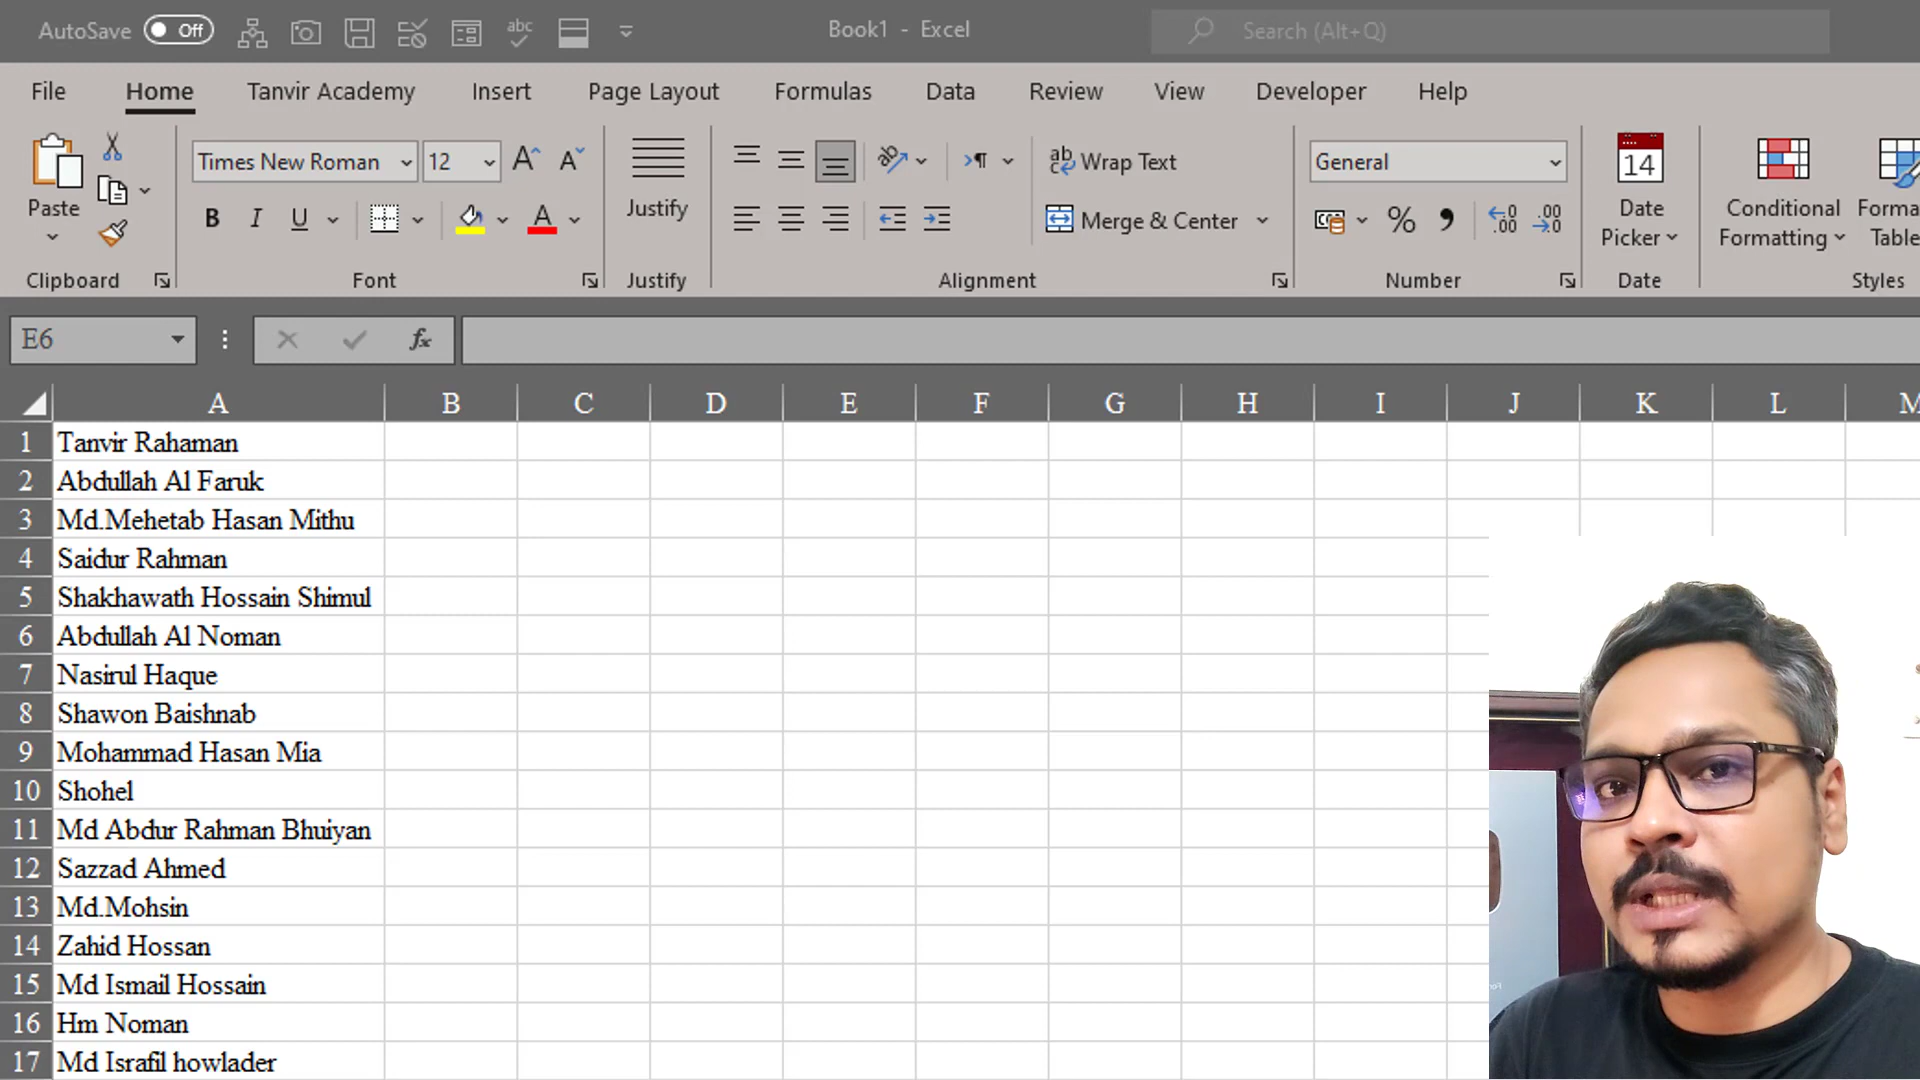 AutoSave Off abc Book1 - Excel Search (Alt+Q)
File Home Tanvir Academy Insert Page Layout Formulas Data Review View Developer Help
Times New Roman 12 A A ab Wrap Text General 14
Paste B I U A Justify Merge & Center % Date Picker Conditional Formatting Forma Table
Clipboard Font Justify Alignment Number Date Styles
E6 fx
A B C D E F G H I J K L M
1 Tanvir Rahaman
2 Abdullah Al Faruk
3 Md.Mehetab Hasan Mithu
4 Saidur Rahman
5 Shakhawath Hossain Shimul
6 Abdullah Al Noman
7 Nasirul Haque
8 Shawon Baishnab
9 Mohammad Hasan Mia
10 Shohel
11 Md Abdur Rahman Bhuiyan
12 Sazzad Ahmed
13 Md.Mohsin
14 Zahid Hossan
15 Md Ismail Hossain
16 Hm Noman
17 Md Israfil howlader